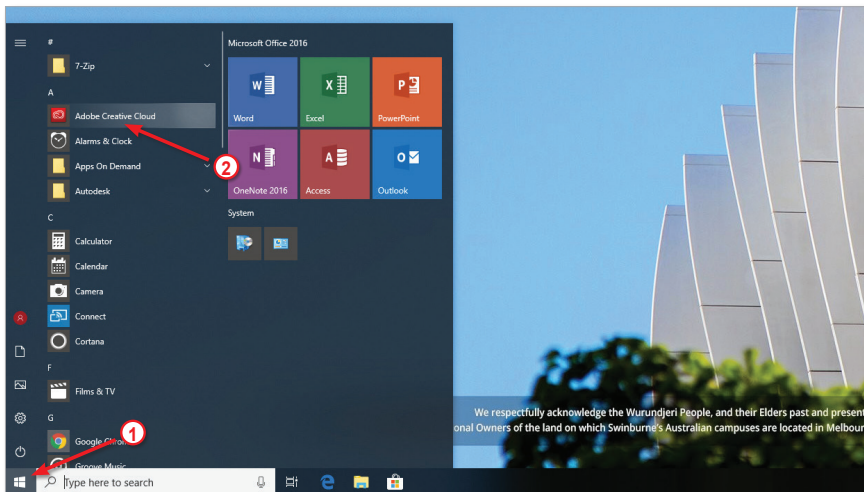 #
7-Zip
A
Adobe Creative Cloud
Alarms & Clock
Apps On Demand
Autodesk
C
Calculator
Calendar
Camera
Connect
Cortana
F
Films & TV
G
Google Chrome
Groove Music
Type here to search
Microsoft Office 2016
W
Word
X
Excel
P
PowerPoint
N
OneNote 2016
A
Access
O
Outlook
System
1
2
We respectfully acknowledge the Wurundjeri People, and their Elders past and present
onal Owners of the land on which Swinburne's Australian campuses are located in Melbour